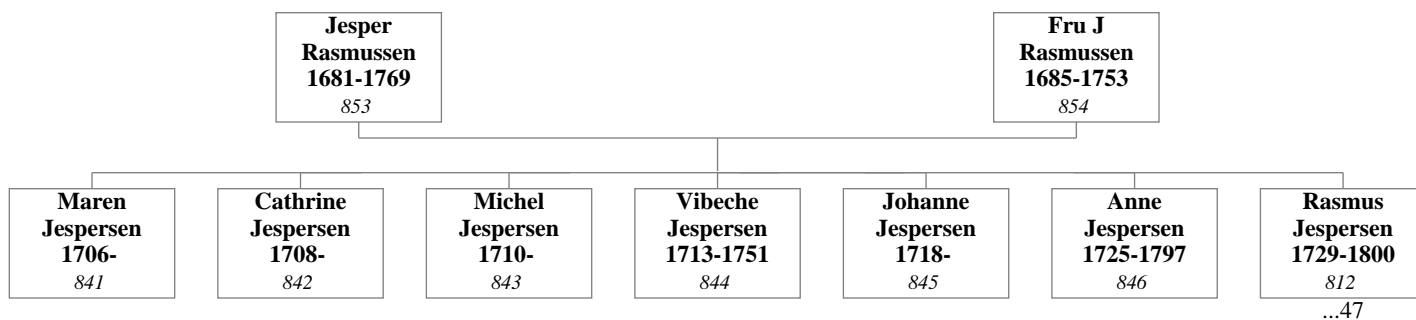 Jesper
Rasmussen
1681-1769
853
Fru J
Rasmussen
1685-1753
854
Maren
Jespersen
1706-
841
Cathrine
Jespersen
1708-
842
Michel
Jespersen
1710-
843
Vibeche
Jespersen
1713-1751
844
Johanne
Jespersen
1718-
845
Anne
Jespersen
1725-1797
846
Rasmus
Jespersen
1729-1800
812
...47